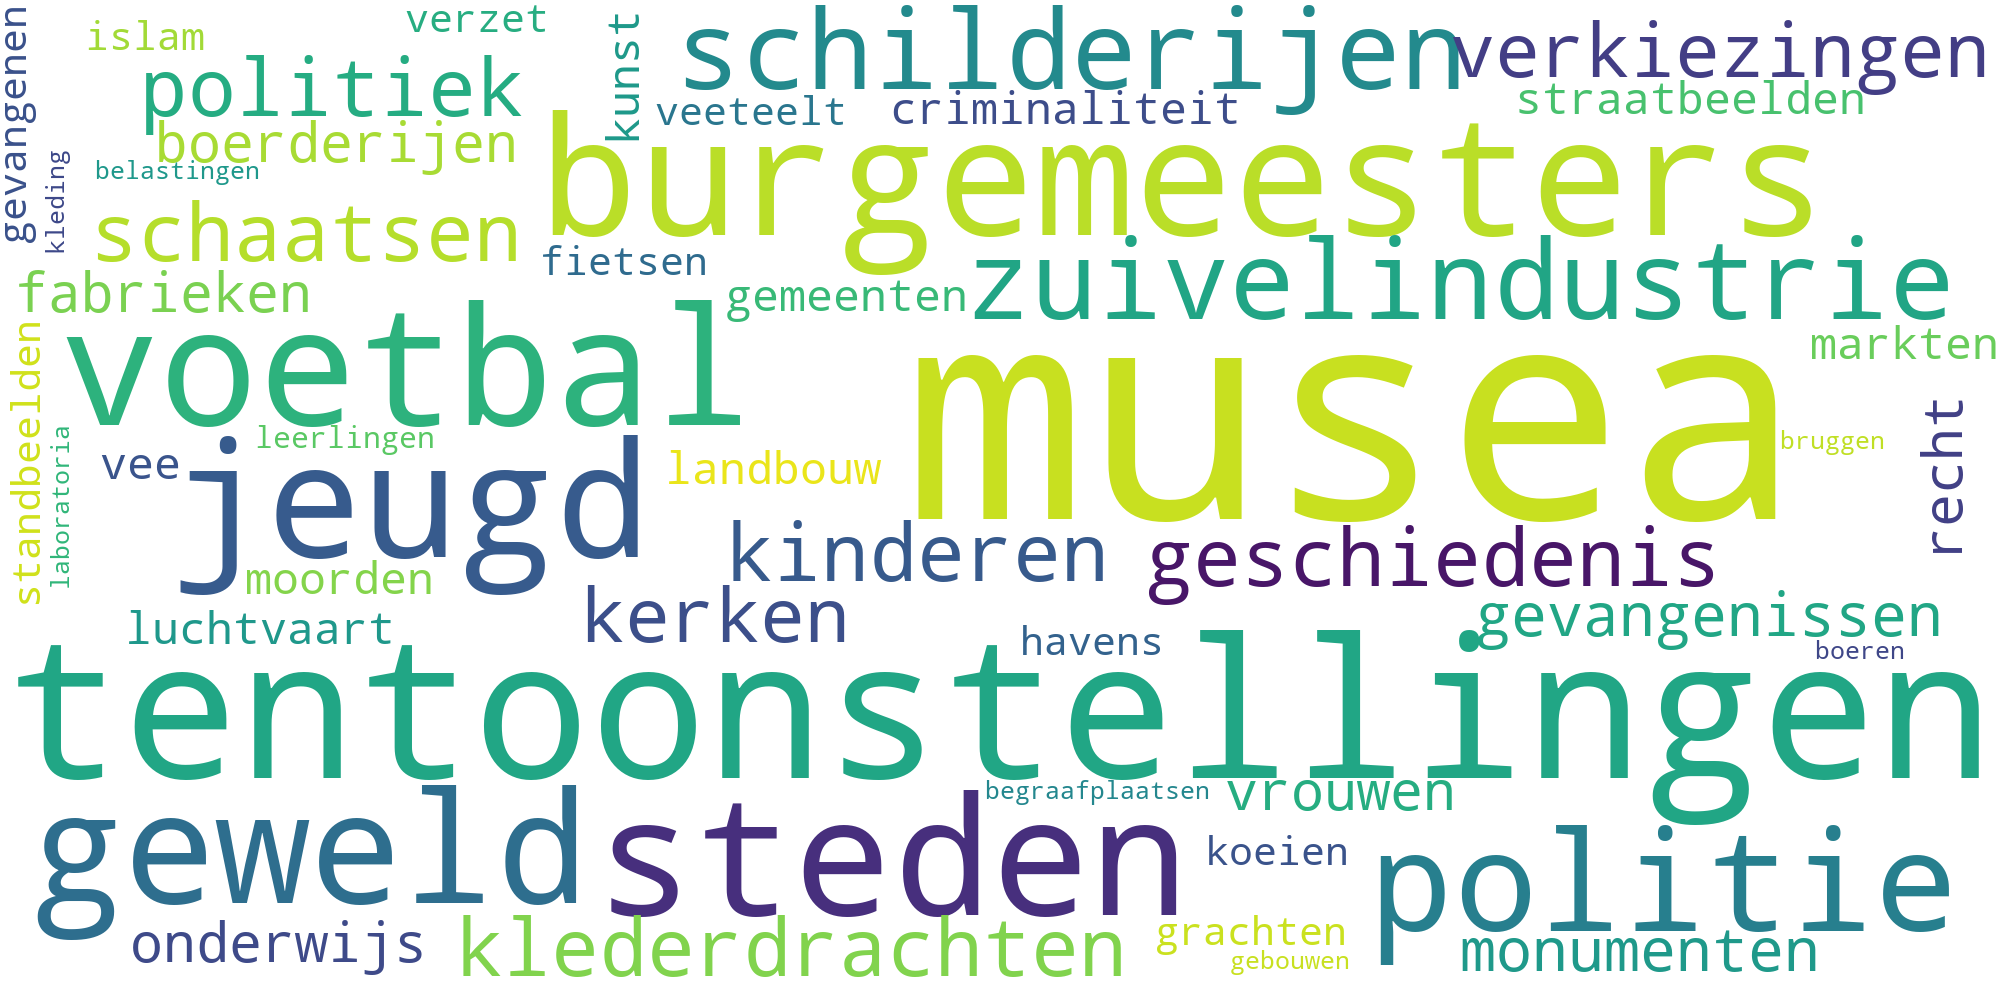 gevangenen
islam
verzet
kunst
schilderijen
verkiezingen
politiek
veeteelt
criminaliteit
straatbeelden
boerderijen
burgemeesters
belastingen
kleding
schaatsen
fietsen
zuivelindustrie
fabrieken
gemeenten
voetbal
musea
markten
standbeelden
laboratoria
leerlingen
bruggen
vee
jeugd
landbouw
recht
kinderen
geschiedenis
moorden
kerken
gevangenissen
luchtvaart
havens
boeren
tentoonstellingen
begraafplaatsen
vrouwen
geweld
steden
koeien
politie
onderwijs
klederdrachten
grachten
monumenten
gebouwen